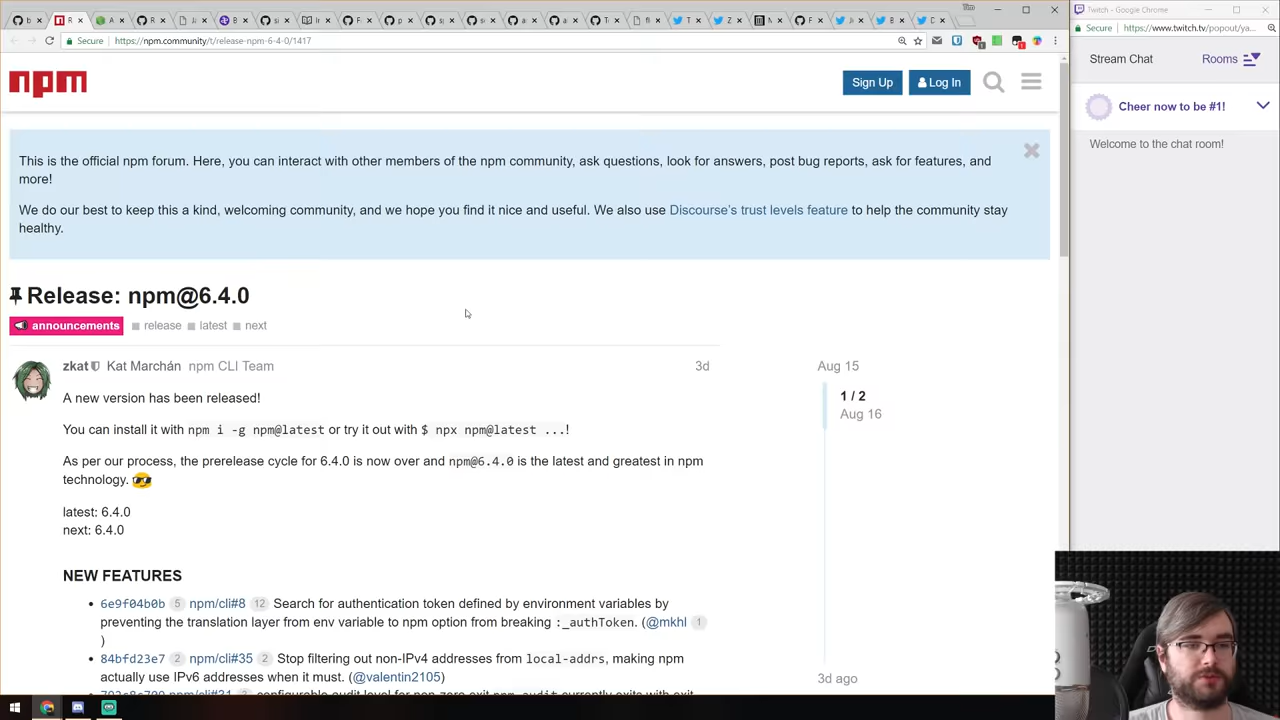 Twitch - Google Chrome
Secure
https://npm.community/t/release-npm-6-4-0/1417
Secure
https://www.twitch.tv/popout/ya...
npm
Sign Up
Log In
Stream Chat
Rooms
Cheer now to be #1!
Welcome to the chat room!
This is the official npm forum. Here, you can interact with other members of the npm community, ask questions, look for answers, post bug reports, ask for features, and
more!
We do our best to keep this a kind, welcoming community, and we hope you find it nice and useful. We also use Discourse's trust levels feature to help the community stay
healthy.
Release: npm@6.4.0
announcements release latest next
zkat Kat Marchán npm CLI Team 3d
Aug 15
A new version has been released!
1 / 2
Aug 16
You can install it with npm i -g npm@latest or try it out with $ npx npm@latest ...!
As per our process, the prerelease cycle for 6.4.0 is now over and npm@6.4.0 is the latest and greatest in npm
technology.
latest: 6.4.0
next: 6.4.0
NEW FEATURES
6e9f04b0b 5 npm/cli#8 12 Search for authentication token defined by environment variables by
preventing the translation layer from env variable to npm option from breaking :_authToken. (@mkhl 1
)
84bfd23e7 2 npm/cli#35 2 Stop filtering out non-IPv4 addresses from local-addrs, making npm
actually use IPv6 addresses when it must. (@valentin2105)
3d ago